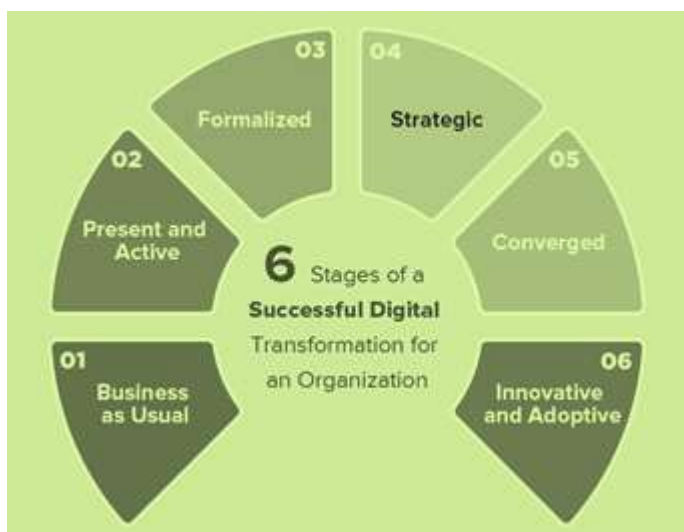 6 Stages of a
Successful Digital
Transformation for
an Organization
01
Business
as Usual
02
Present and
Active
03
Formalized
04
Strategic
05
Converged
06
Innovative
and Adoptive